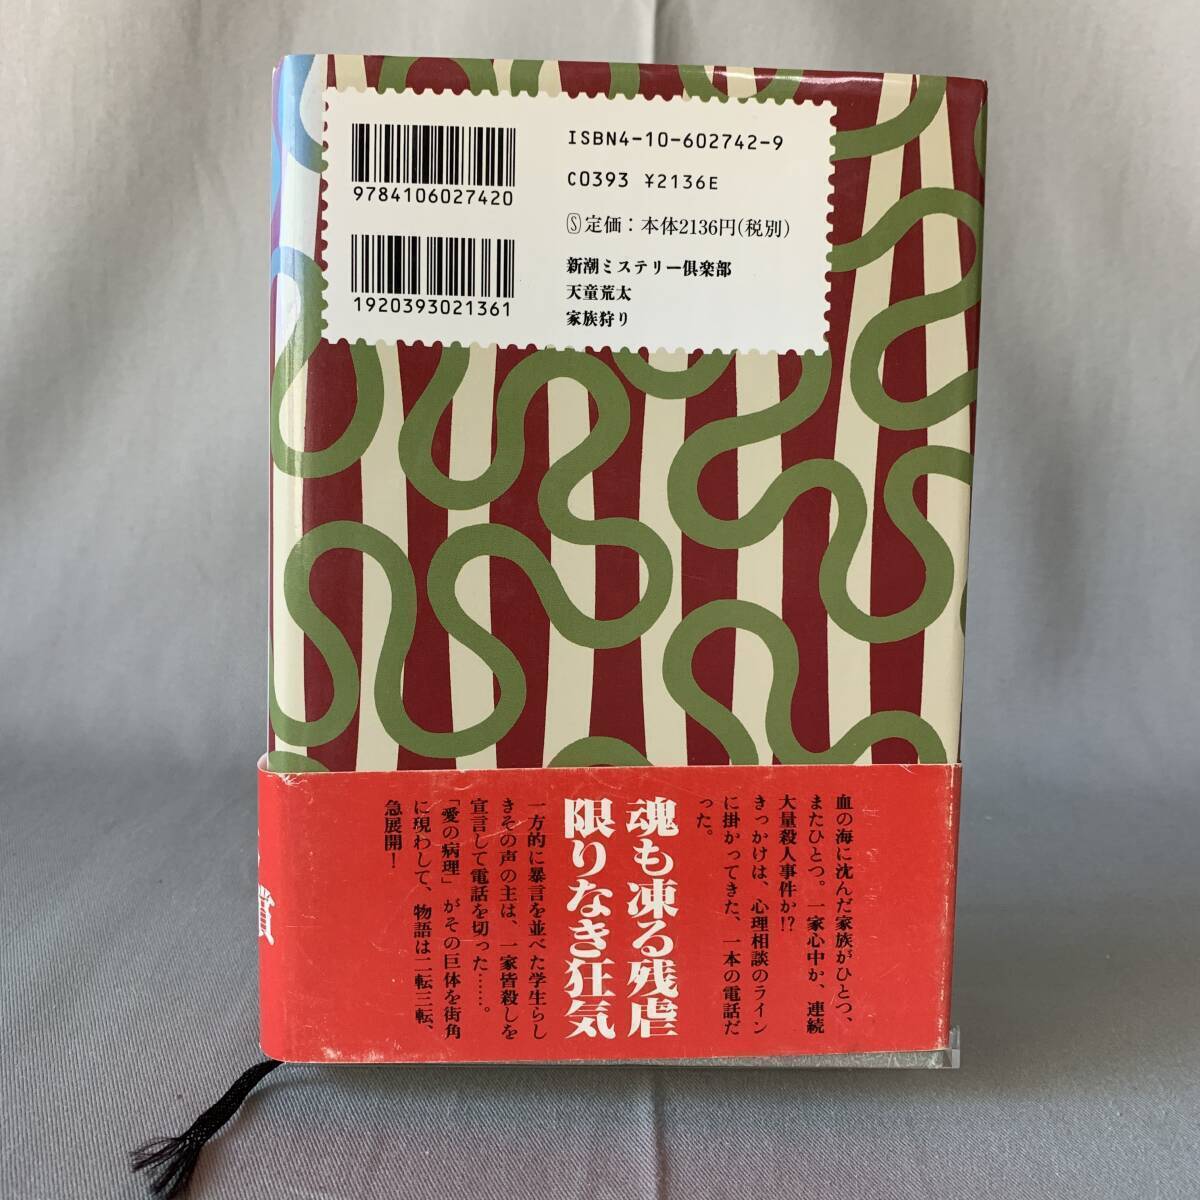 ISBN4-10-602742-9
9784106027420
C0393 ¥2136E
Ⓢ定価：本体2136円(税別)
1920393021361
新潮ミステリー倶楽部
天童荒太
家族狩り
血の海に沈んだ家族がひとつ、
またひとつ。一家心中か、連続
大量殺人事件か!?
きっかけは、心理相談のライン
に掛かってきた、一本の電話だ
った。
魂も凍る残虐
限りなき狂気
一方的に暴言を並べた学生らし
きその声の主は、一家皆殺しを
宣言して電話を切った……。
「愛の病理」がその巨体を街角
に現わして、物語は二転三転、
急展開！
賞